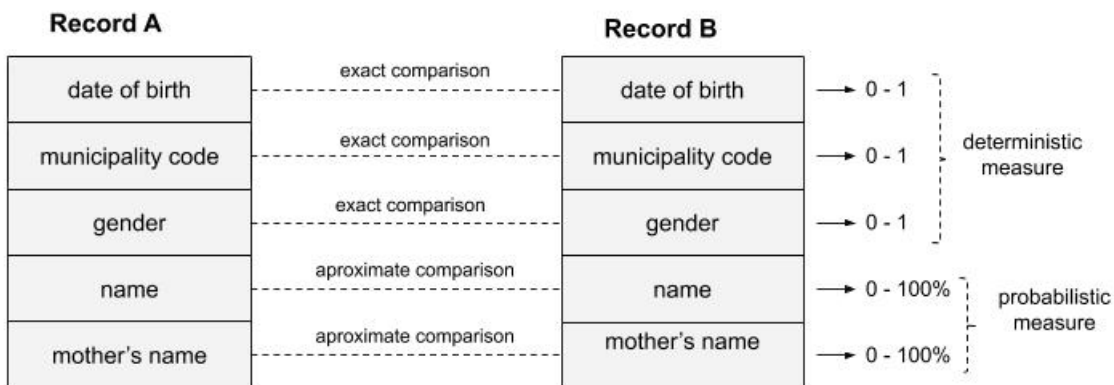 Record A
Record B
date of birth
exact comparison
date of birth
0 - 1
municipality code
exact comparison
municipality code
0 - 1
deterministic
measure
gender
exact comparison
gender
0 - 1
name
aproximate comparison
name
0 - 100%
mother's name
aproximate comparison
mother's name
0 - 100%
probabilistic
measure